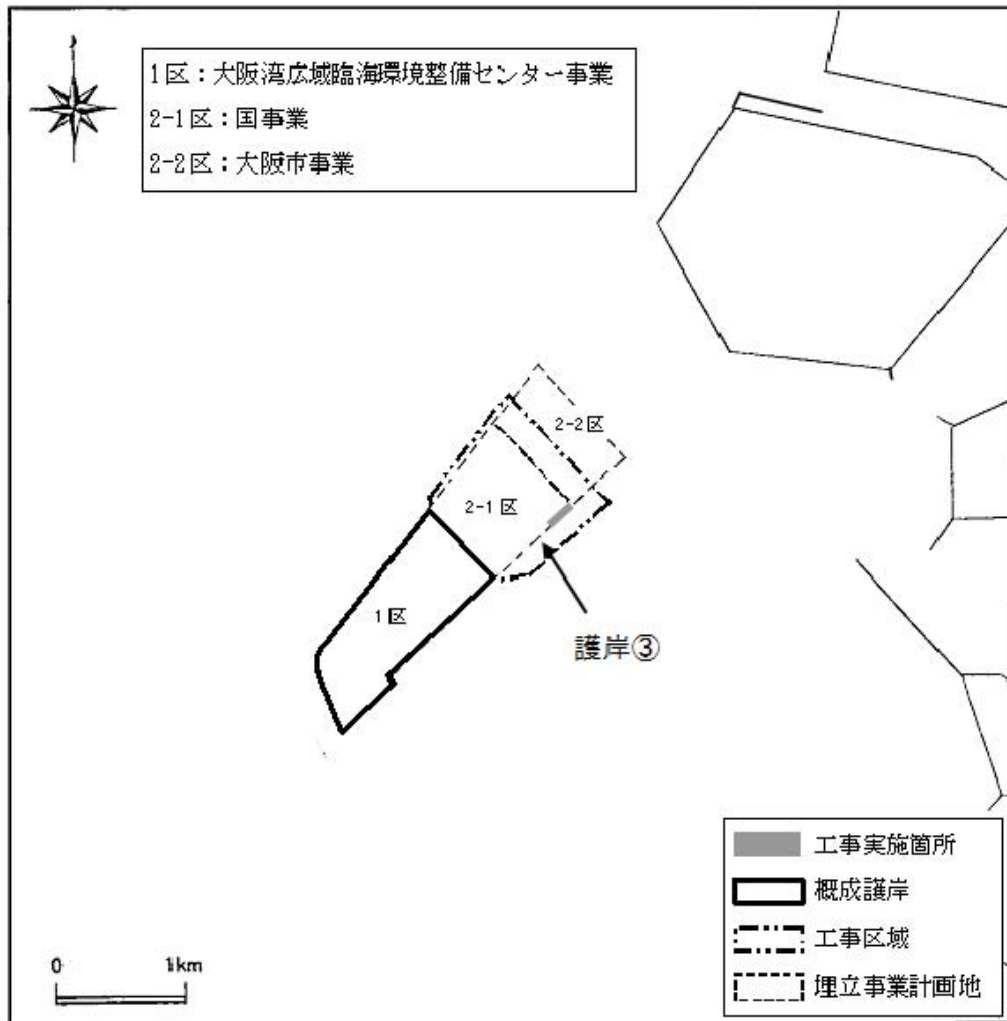 1区：大阪湾広域臨海環境整備センター事業
2-1区：国事業
2-2区：大阪市事業
2-2区
2-1区
1区
護岸③
工事実施箇所
概成護岸
工事区域
埋立事業計画地
0 1km